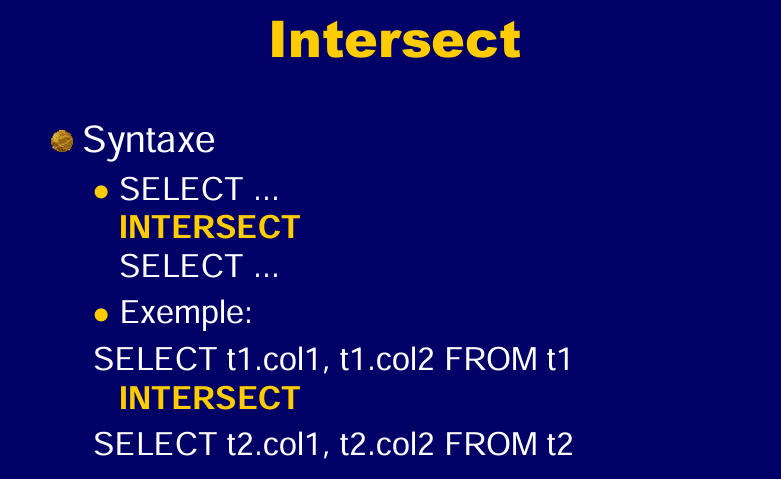 Intersect
Syntaxe
SELECT ...
INTERSECT
SELECT ...
Exemple:
SELECT t1.col1, t1.col2 FROM t1
INTERSECT
SELECT t2.col1, t2.col2 FROM t2